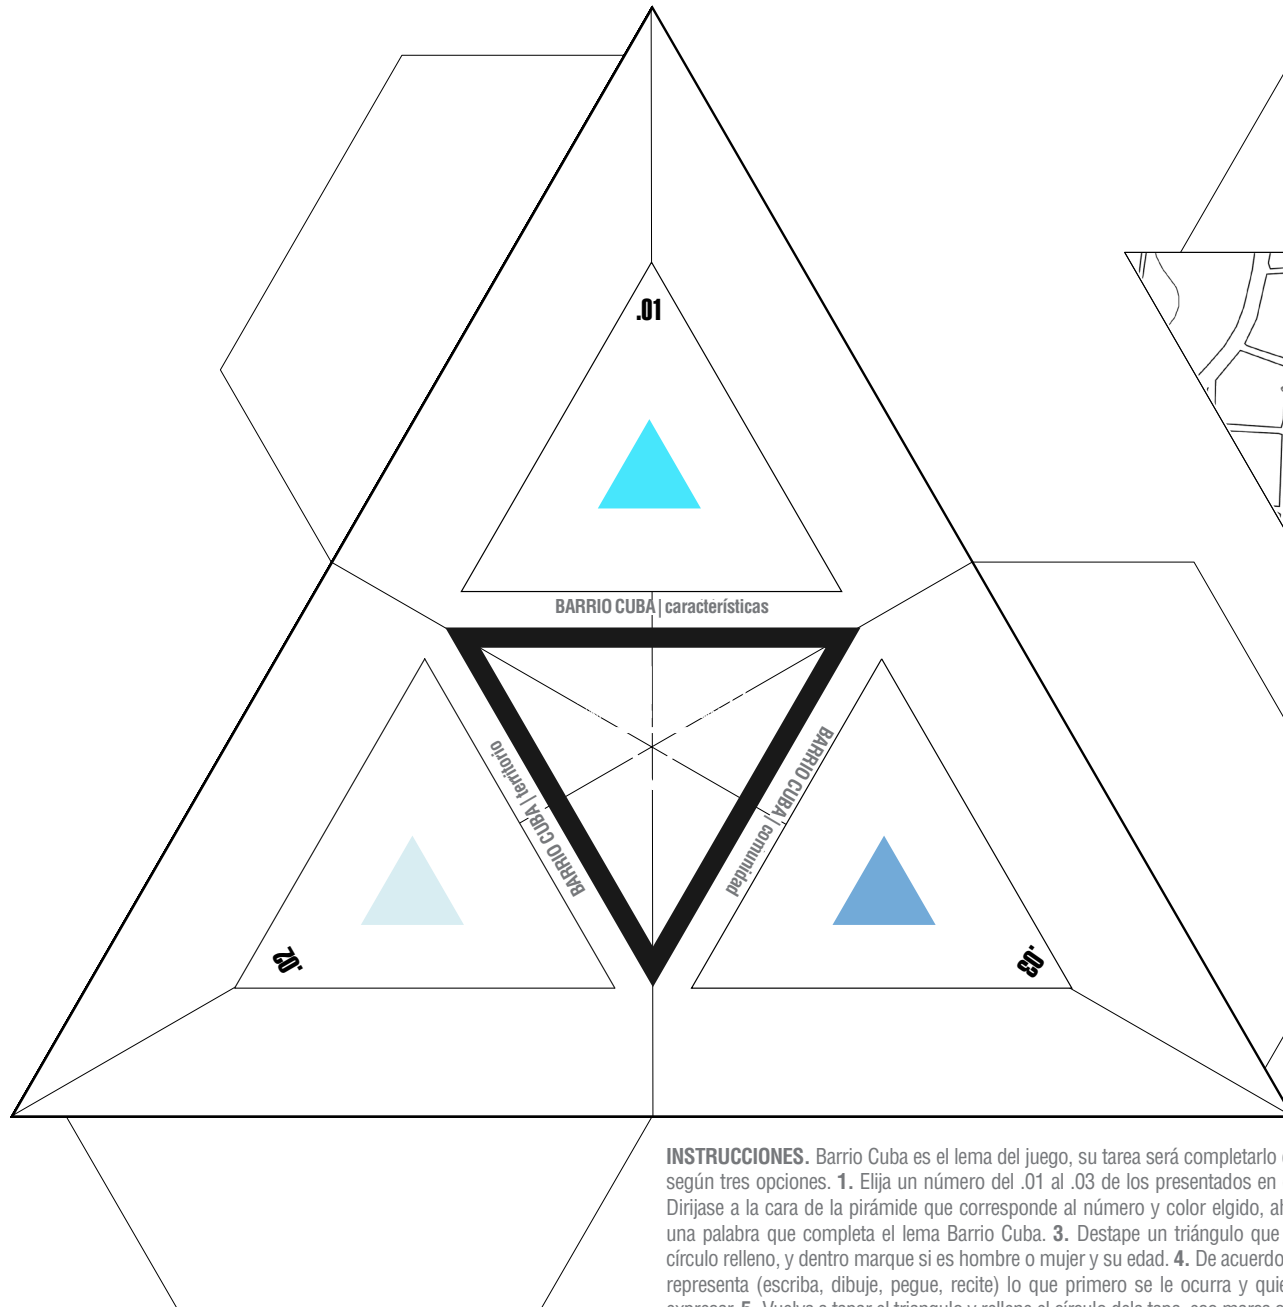 .01
BARRIO CUBA | características
BARRIO CUBA | territorio
BARRIO CUBA | comunidad
.02
.03
INSTRUCCIONES. Barrio Cuba es el lema del juego, su tarea será completarlo
según tres opciones. 1. Elija un número del .01 al .03 de los presentados en
Dirijase a la cara de la pirámide que corresponde al número y color elgido,
una palabra que completa el lema Barrio Cuba. 3. Destape un triángulo que
círculo relleno, y dentro marque si es hombre o mujer y su edad. 4. De acuerdo
representa (escriba, dibuje, pegue, recite) lo que primero se le ocurra y